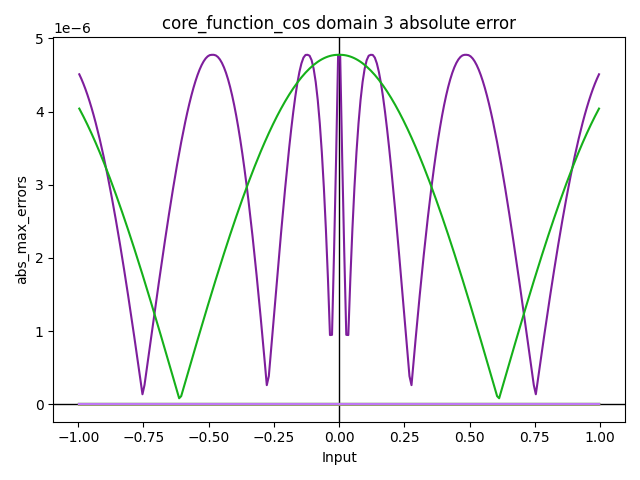 core_function_cos domain 3 absolute error
1e−6
5
4
3
2
1
0
abs_max_errors
−1.00 −0.75 −0.50 −0.25 0.00 0.25 0.50 0.75 1.00
Input